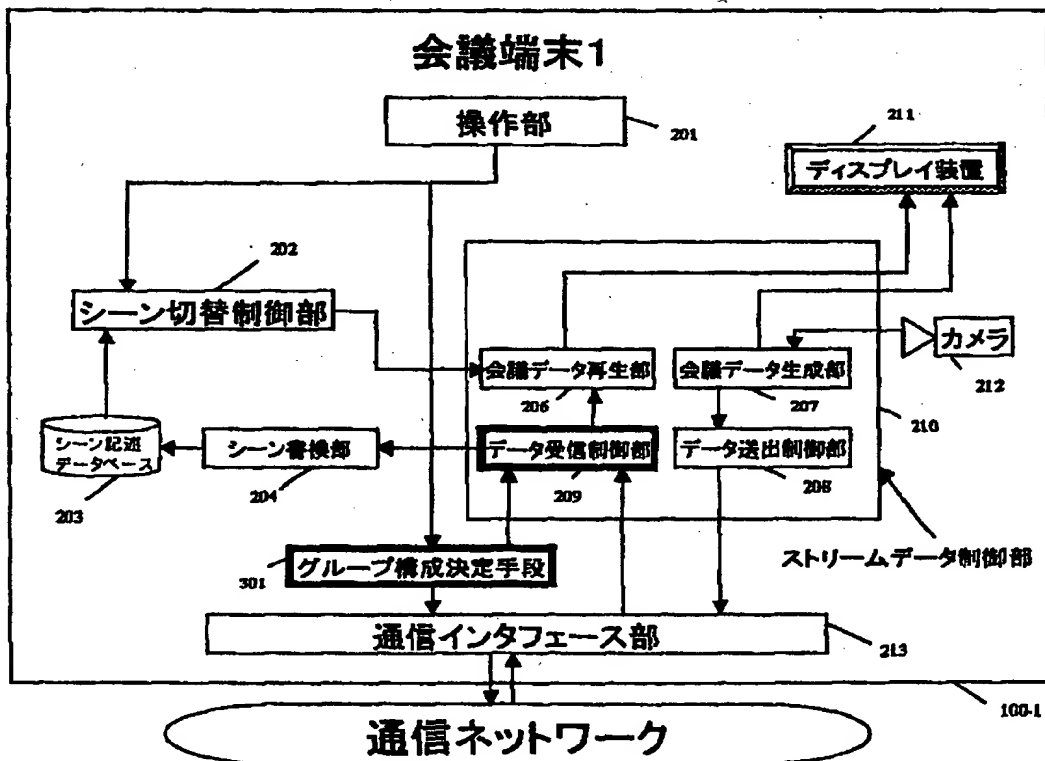 会議端末1
操作部
201
211
ディスプレイ装置
202
シーン切替制御部
カメラ
212
会議データ再生部
206
会議データ生成部
207
210
シーン記述
データベース
203
シーン書換部
204
データ受信制御部
209
データ送出制御部
208
ストリームデータ制御部
301
グループ構成決定手段
通信インタフェース部
213
100-1
通信ネットワーク